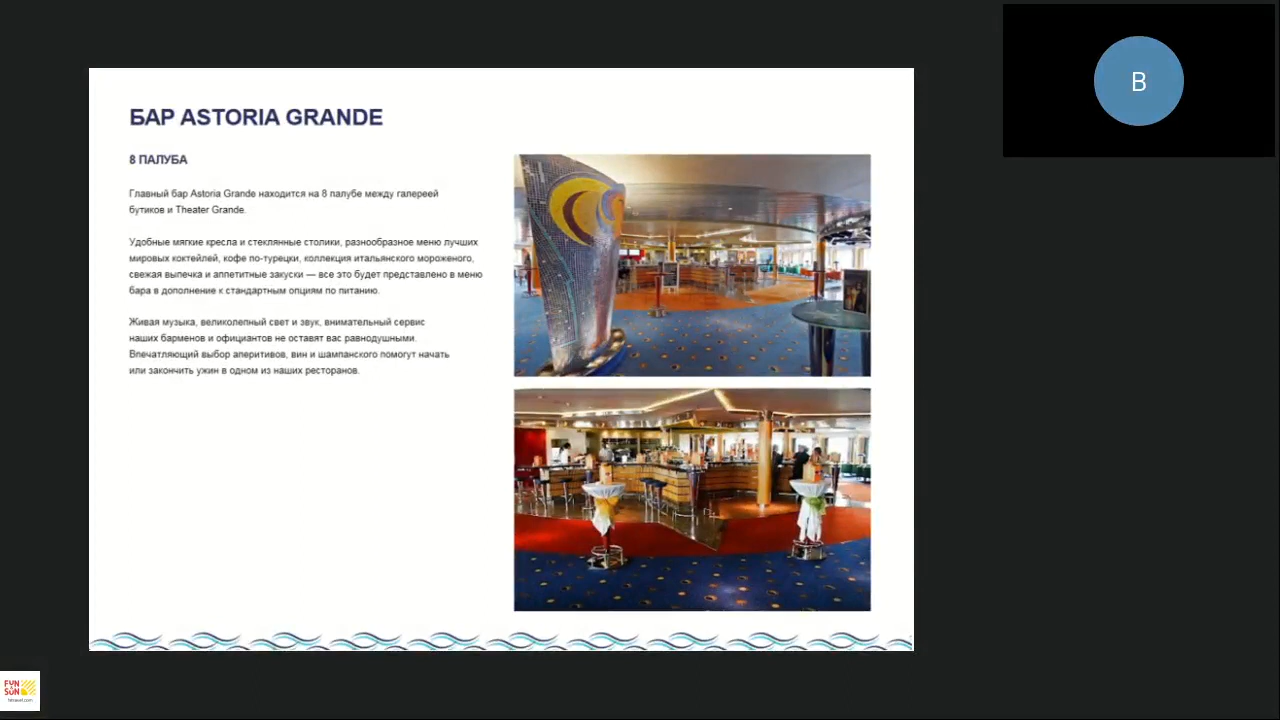 БАР ASTORIA GRANDE
8 ПАЛУБА
Главный бар Astoria Grande находится на 8 палубе между галереей
бутиков и Theater Grande.
Удобные мягкие кресла и стеклянные столики, разнообразное меню лучших
мировых коктейлей, кофе по-турецки, коллекция итальянского мороженого,
свежая выпечка и аппетитные закуски — все это будет представлено в меню
бара в дополнение к стандартным опциям по питанию.
Живая музыка, великолепный свет и звук, внимательный сервис
наших барменов и официантов не оставят вас равнодушными.
Впечатляющий выбор аперитивов, вин и шампанского помогут начать
или закончить ужин в одном из наших ресторанов.
B
FUN
SUN